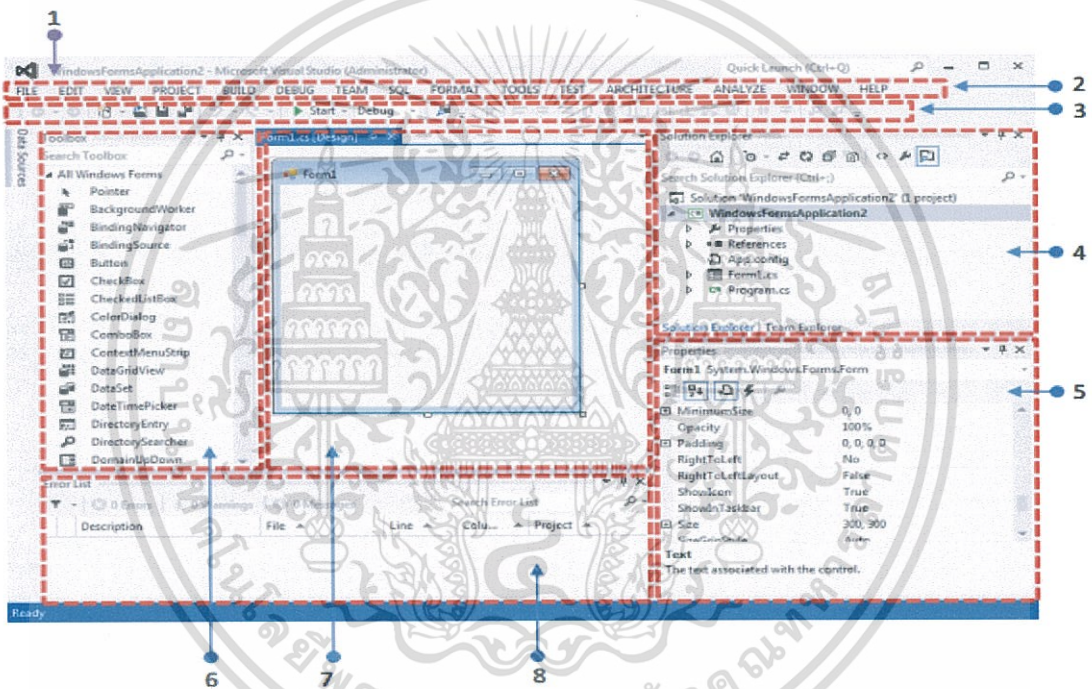 1
WindowsFormsApplication2 - Microsoft Visual Studio (Administrator)
Quick Launch (Ctrl+Q)
FILE EDIT VIEW PROJECT BUILD DEBUG TEAM SQL FORMAT TOOLS TEST ARCHITECTURE ANALYZE WINDOW HELP
2
Start Debug
3
Data Sources
Toolbox
Search Toolbox
All Windows Forms
Pointer
BackgroundWorker
BindingNavigator
BindingSource
Button
CheckBox
CheckedListBox
ColorDialog
ComboBox
ContextMenuStrip
DataGridView
DataSet
DateTimePicker
DirectoryEntry
DirectorySearcher
DomainUpDown
Form1.cs [Design]
Form1
Solution Explorer
Search Solution Explorer (Ctrl+;)
Solution 'WindowsFormsApplication2' (1 project)
WindowsFormsApplication2
Properties
References
App.config
Form1.cs
Program.cs
Solution Explorer Team Explorer
4
Properties
Form1 System.Windows.Forms.Form
5
MinimumSize 0, 0
Opacity 100%
Padding 0, 0, 0, 0
RightToLeft No
RightToLeftLayout False
ShowIcon True
ShowInTaskbar True
Size 300, 300
SizeGripStyle Auto
Text
The text associated with the control.
Error List
0 Errors 0 Warnings 0 Messages
Search Error List
Description File Line Colu... Project
Ready
6
7
8